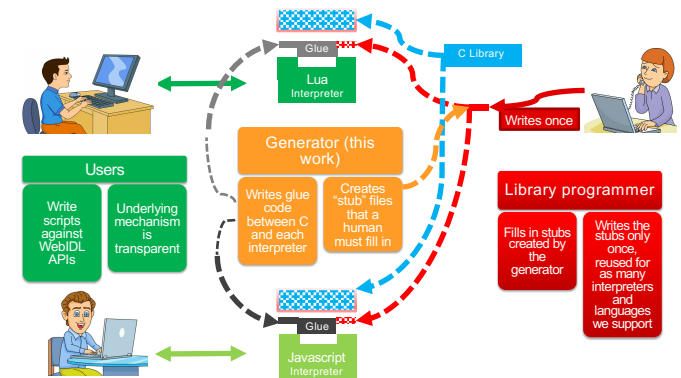 Glue
C Library
Lua
Interpreter
Writes once
Generator (this
work)
Writes glue
code
between C
and each
interpreter
Creates
“stub” files
that a
human
must fill in
Users
Write
scripts
against
WebIDL
APIs
Underlying
mechanism
is
transparent
Library programmer
Fills in stubs
created by
the
generator
Writes the
stubs only
once,
reused for
as many
interpreters
and
languages
we support
Glue
Javascript
Interpreter